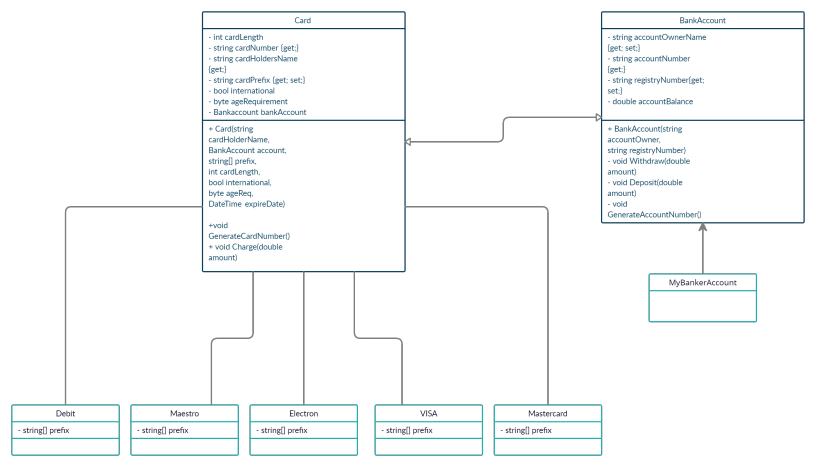 Card
- int cardLength
- string cardNumber {get;}
- string cardHoldersName
{get;}
- string cardPrefix {get; set;}
- bool international
- byte ageRequirement
- Bankaccount bankAccount
+ Card(string
cardHolderName,
BankAccount account,
string[] prefix,
int cardLength,
bool international,
byte ageReq,
DateTime expireDate)
+void
GenerateCardNumber()
+ void Charge(double
amount)
BankAccount
- string accountOwnerName
{get; set;}
- string accountNumber
{get;}
- string registryNumber{get;
set;}
- double accountBalance
+ BankAccount(string
accountOwner,
string registryNumber)
- void Withdraw(double
amount)
- void Deposit(double
amount)
- void
GenerateAccountNumber()
MyBankerAccount
Debit
- string[] prefix
Maestro
- string[] prefix
Electron
- string[] prefix
VISA
- string[] prefix
Mastercard
- string[] prefix